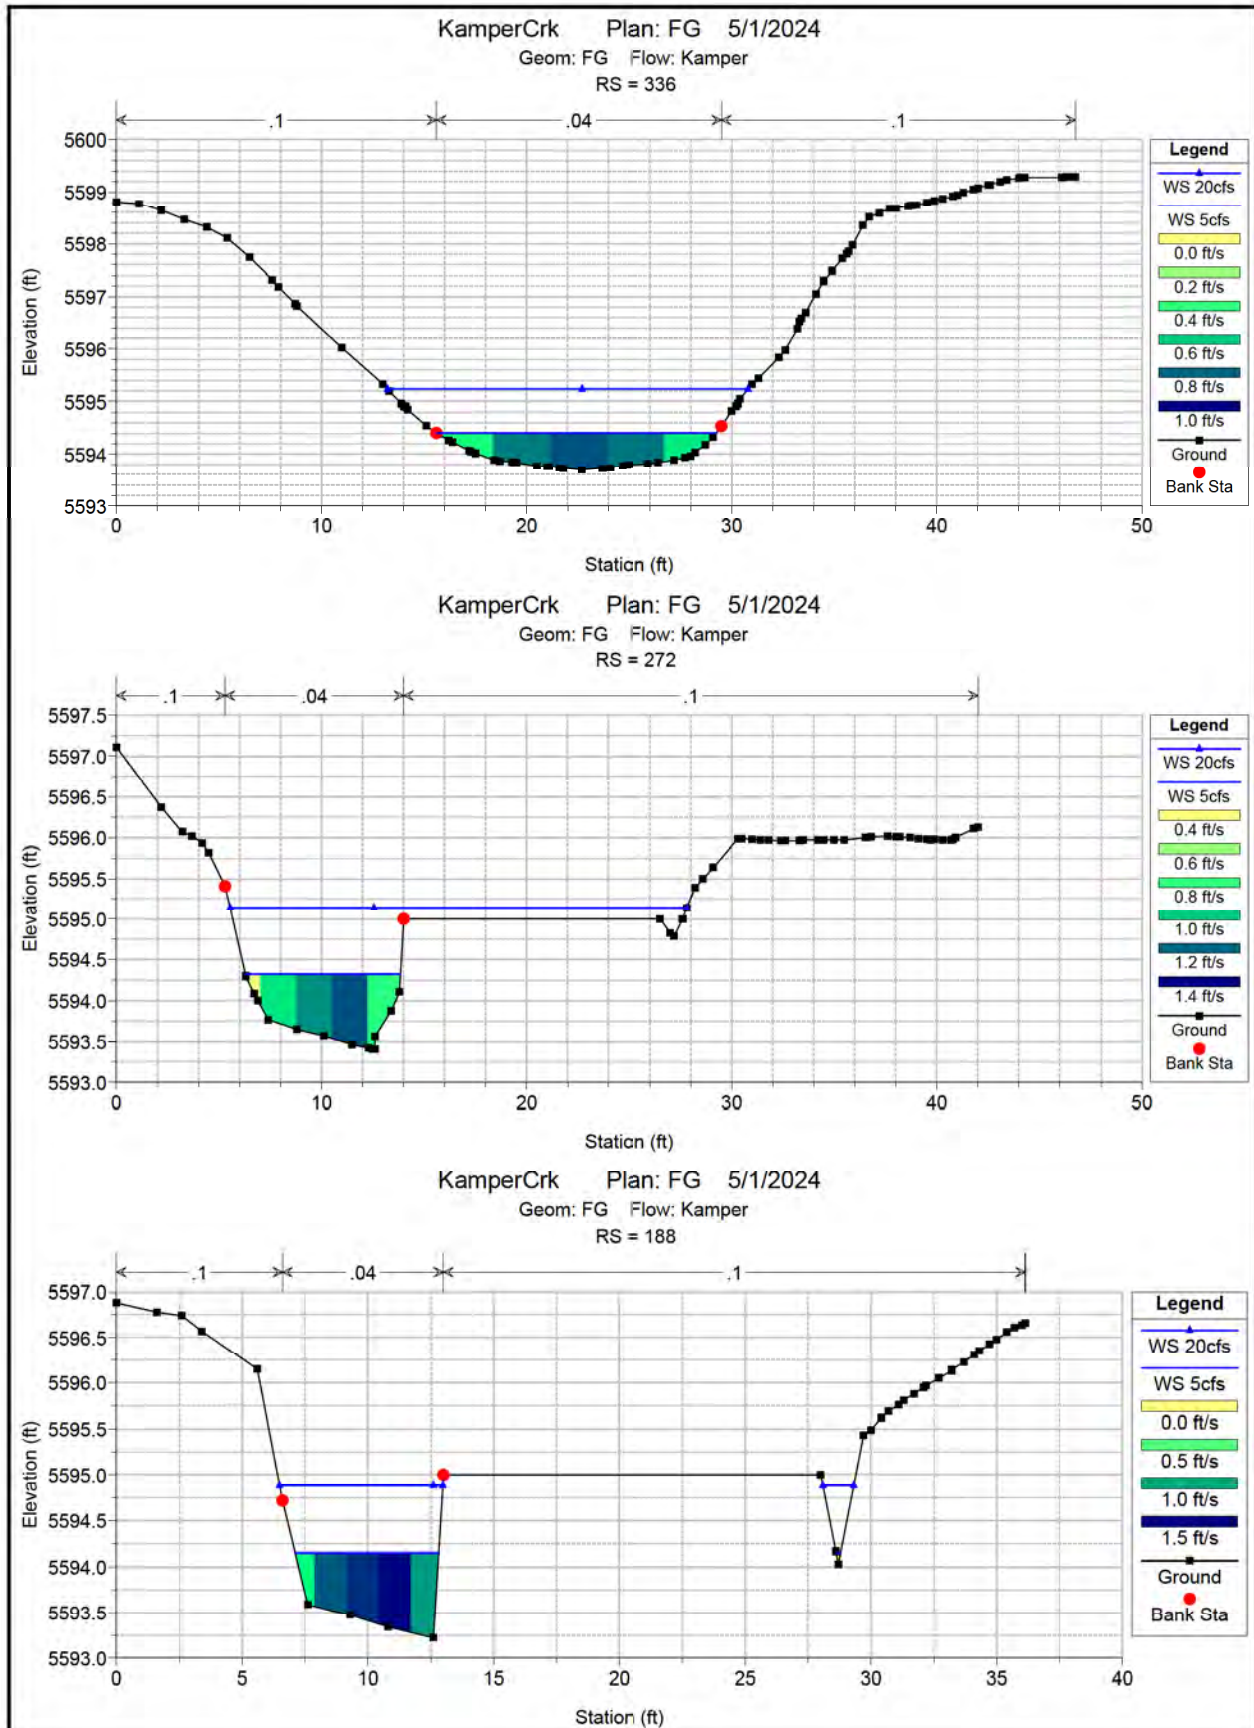 KamperCrk Plan: FG 5/1/2024
Geom: FG Flow: Kamper
RS = 336
.1 .04 .1
5600
5599
5598
5597
5596
5595
5594
5593
Elevation (ft)
0 10 20 30 40 50
Station (ft)
Legend
WS 20cfs
WS 5cfs
0.0 ft/s
0.2 ft/s
0.4 ft/s
0.6 ft/s
0.8 ft/s
1.0 ft/s
Ground
Bank Sta
KamperCrk Plan: FG 5/1/2024
Geom: FG Flow: Kamper
RS = 272
.1 .04 .1
5597.5
5597.0
5596.5
5596.0
5595.5
5595.0
5594.5
5594.0
5593.5
5593.0
Elevation (ft)
0 10 20 30 40 50
Station (ft)
Legend
WS 20cfs
WS 5cfs
0.4 ft/s
0.6 ft/s
0.8 ft/s
1.0 ft/s
1.2 ft/s
1.4 ft/s
Ground
Bank Sta
KamperCrk Plan: FG 5/1/2024
Geom: FG Flow: Kamper
RS = 188
.1 .04 .1
5597.0
5596.5
5596.0
5595.5
5595.0
5594.5
5594.0
5593.5
5593.0
Elevation (ft)
0 5 10 15 20 25 30 35 40
Station (ft)
Legend
WS 20cfs
WS 5cfs
0.0 ft/s
0.5 ft/s
1.0 ft/s
1.5 ft/s
Ground
Bank Sta